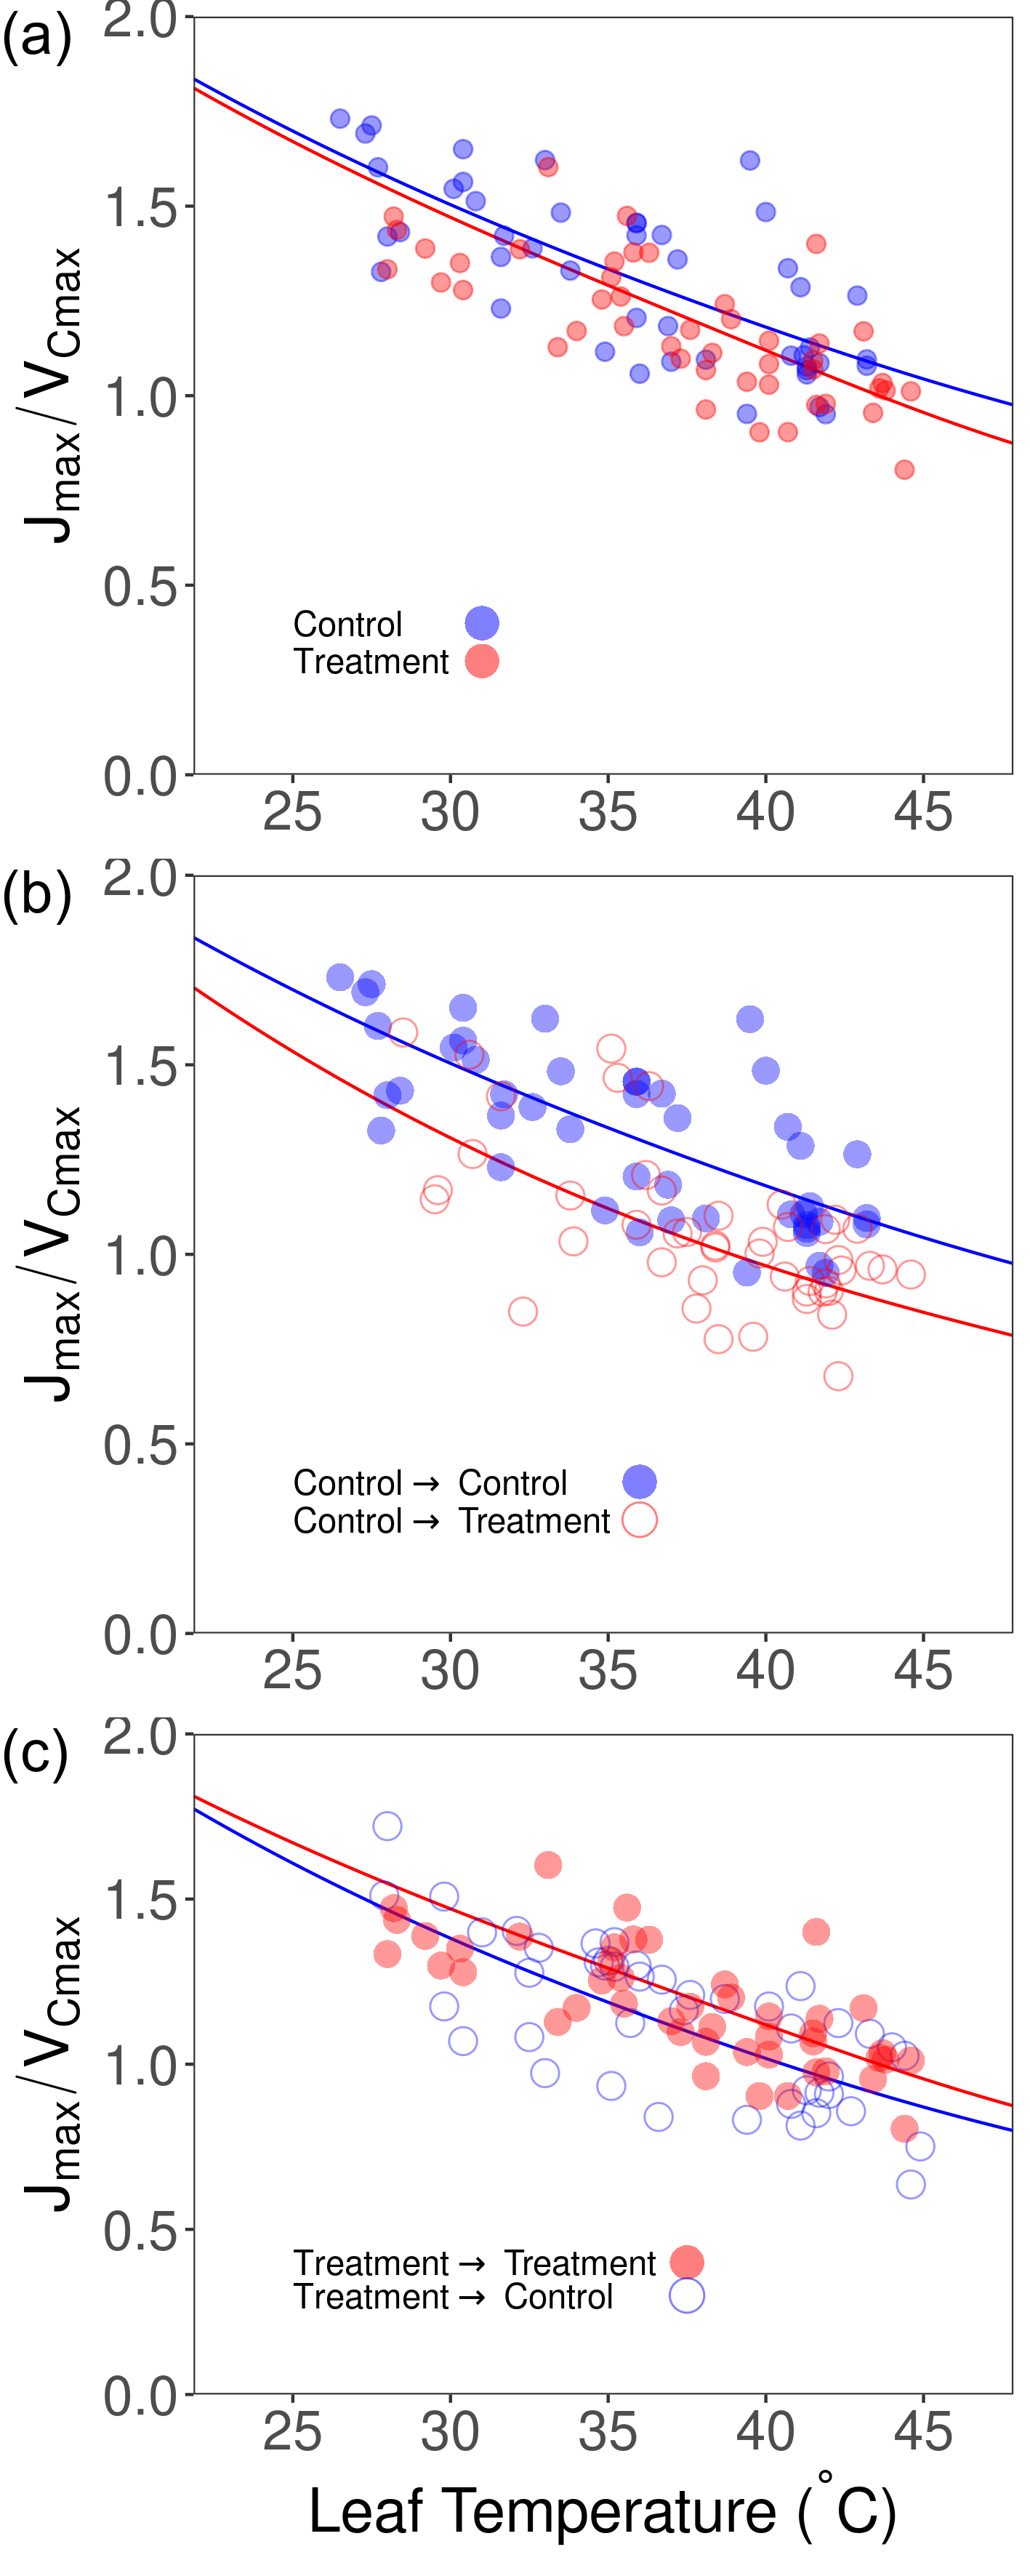 (a)
2.0
1.5
1.0
0.5
0.0
Jmax / VCmax
Control
Treatment
25 30 35 40 45
(b)
2.0
1.5
1.0
0.5
0.0
Jmax / VCmax
Control → Control
Control → Treatment
25 30 35 40 45
(c)
2.0
1.5
1.0
0.5
0.0
Jmax / VCmax
Treatment → Treatment
Treatment → Control
25 30 35 40 45
Leaf Temperature (°C)